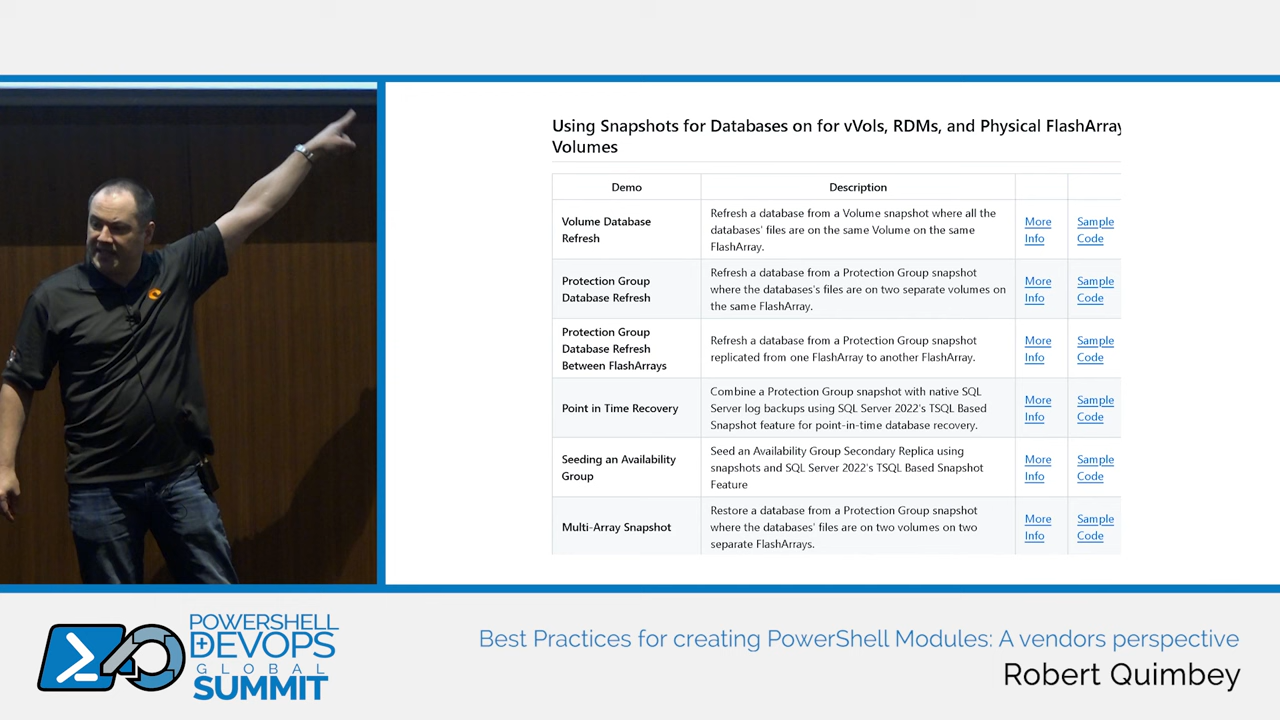 Using Snapshots for Databases on for vVols, RDMs, and Physical FlashArray
Volumes
Demo
Description
Volume Database
Refresh
Refresh a database from a Volume snapshot where all the
databases' files are on the same Volume on the same
FlashArray.
More
Info
Sample
Code
Protection Group
Database Refresh
Refresh a database from a Protection Group snapshot
where the databases's files are on two separate volumes on
the same FlashArray.
More
Info
Sample
Code
Protection Group
Database Refresh
Between FlashArrays
Refresh a database from a Protection Group snapshot
replicated from one FlashArray to another FlashArray.
More
Info
Sample
Code
Point in Time Recovery
Combine a Protection Group snapshot with native SQL
Server log backups using SQL Server 2022's TSQL Based
Snapshot feature for point-in-time database recovery.
More
Info
Sample
Code
Seeding an Availability
Group
Seed an Availability Group Secondary Replica using
snapshots and SQL Server 2022's TSQL Based Snapshot
Feature
More
Info
Sample
Code
Multi-Array Snapshot
Restore a database from a Protection Group snapshot
where the databases' files are on two volumes on two
separate FlashArrays.
More
Info
Sample
Code
POWERSHELL
+DEVOPS
GLOBAL
SUMMIT
Best Practices for creating PowerShell Modules: A vendors perspective
Robert Quimbey